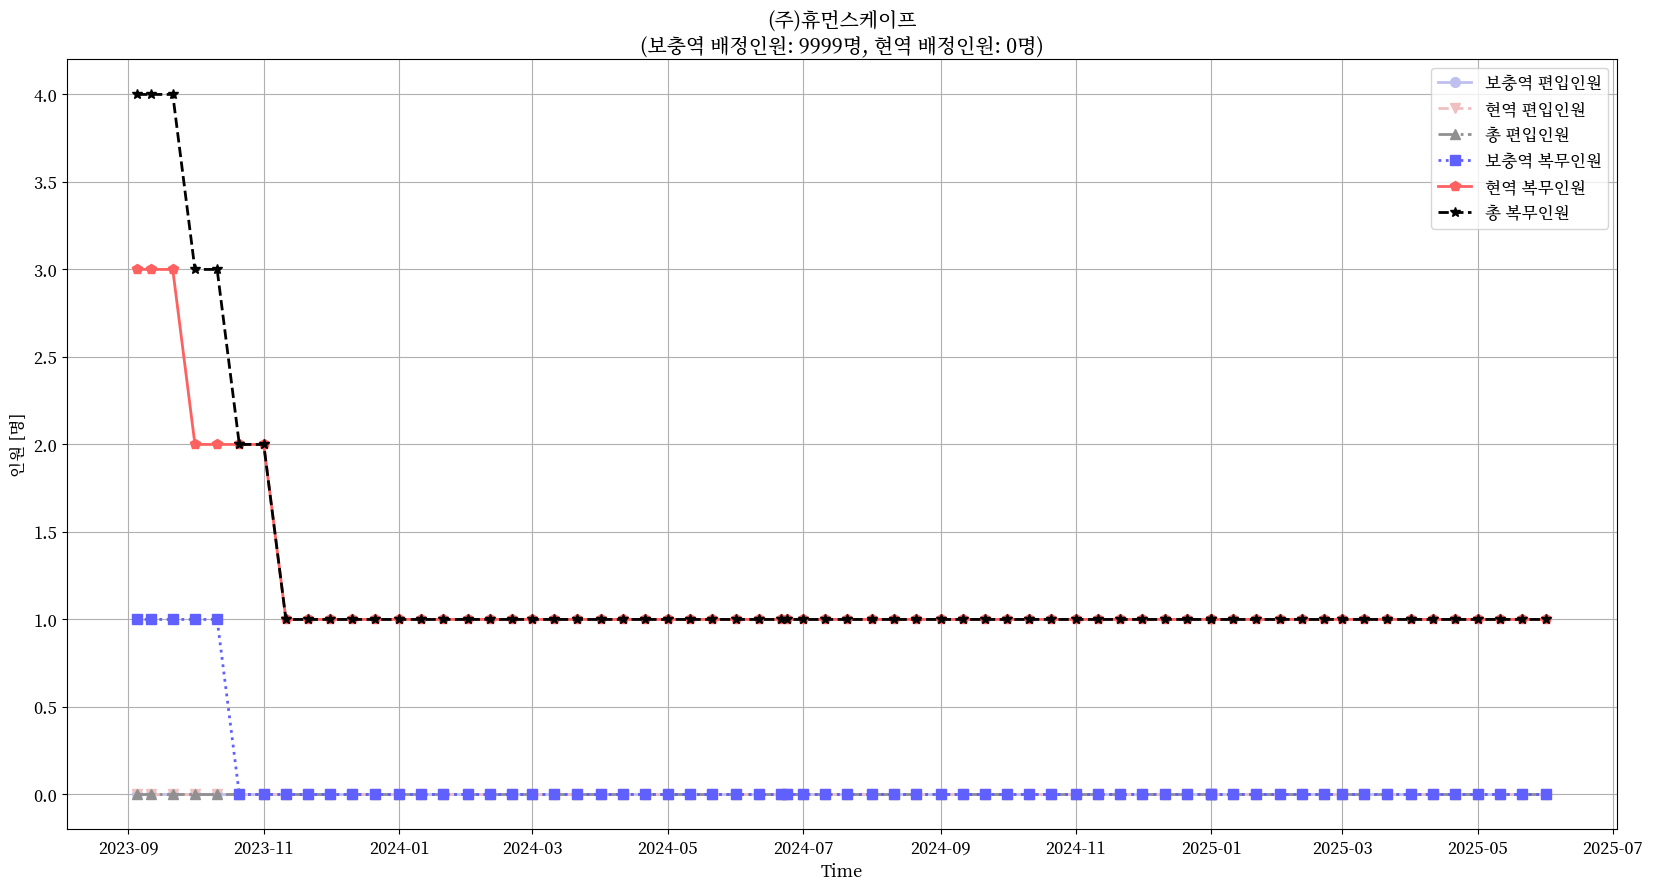 (주)휴먼스케이프
(보충역 배정인원: 9999명, 현역 배정인원: 0명)
보충역 편입인원
현역 편입인원
총 편입인원
보충역 복무인원
현역 복무인원
총 복무인원
인원 [명]
4.0
3.5
3.0
2.5
2.0
1.5
1.0
0.5
0.0
2023-09 2023-11 2024-01 2024-03 2024-05 2024-07 2024-09 2024-11 2025-01 2025-03 2025-05 2025-07
Time